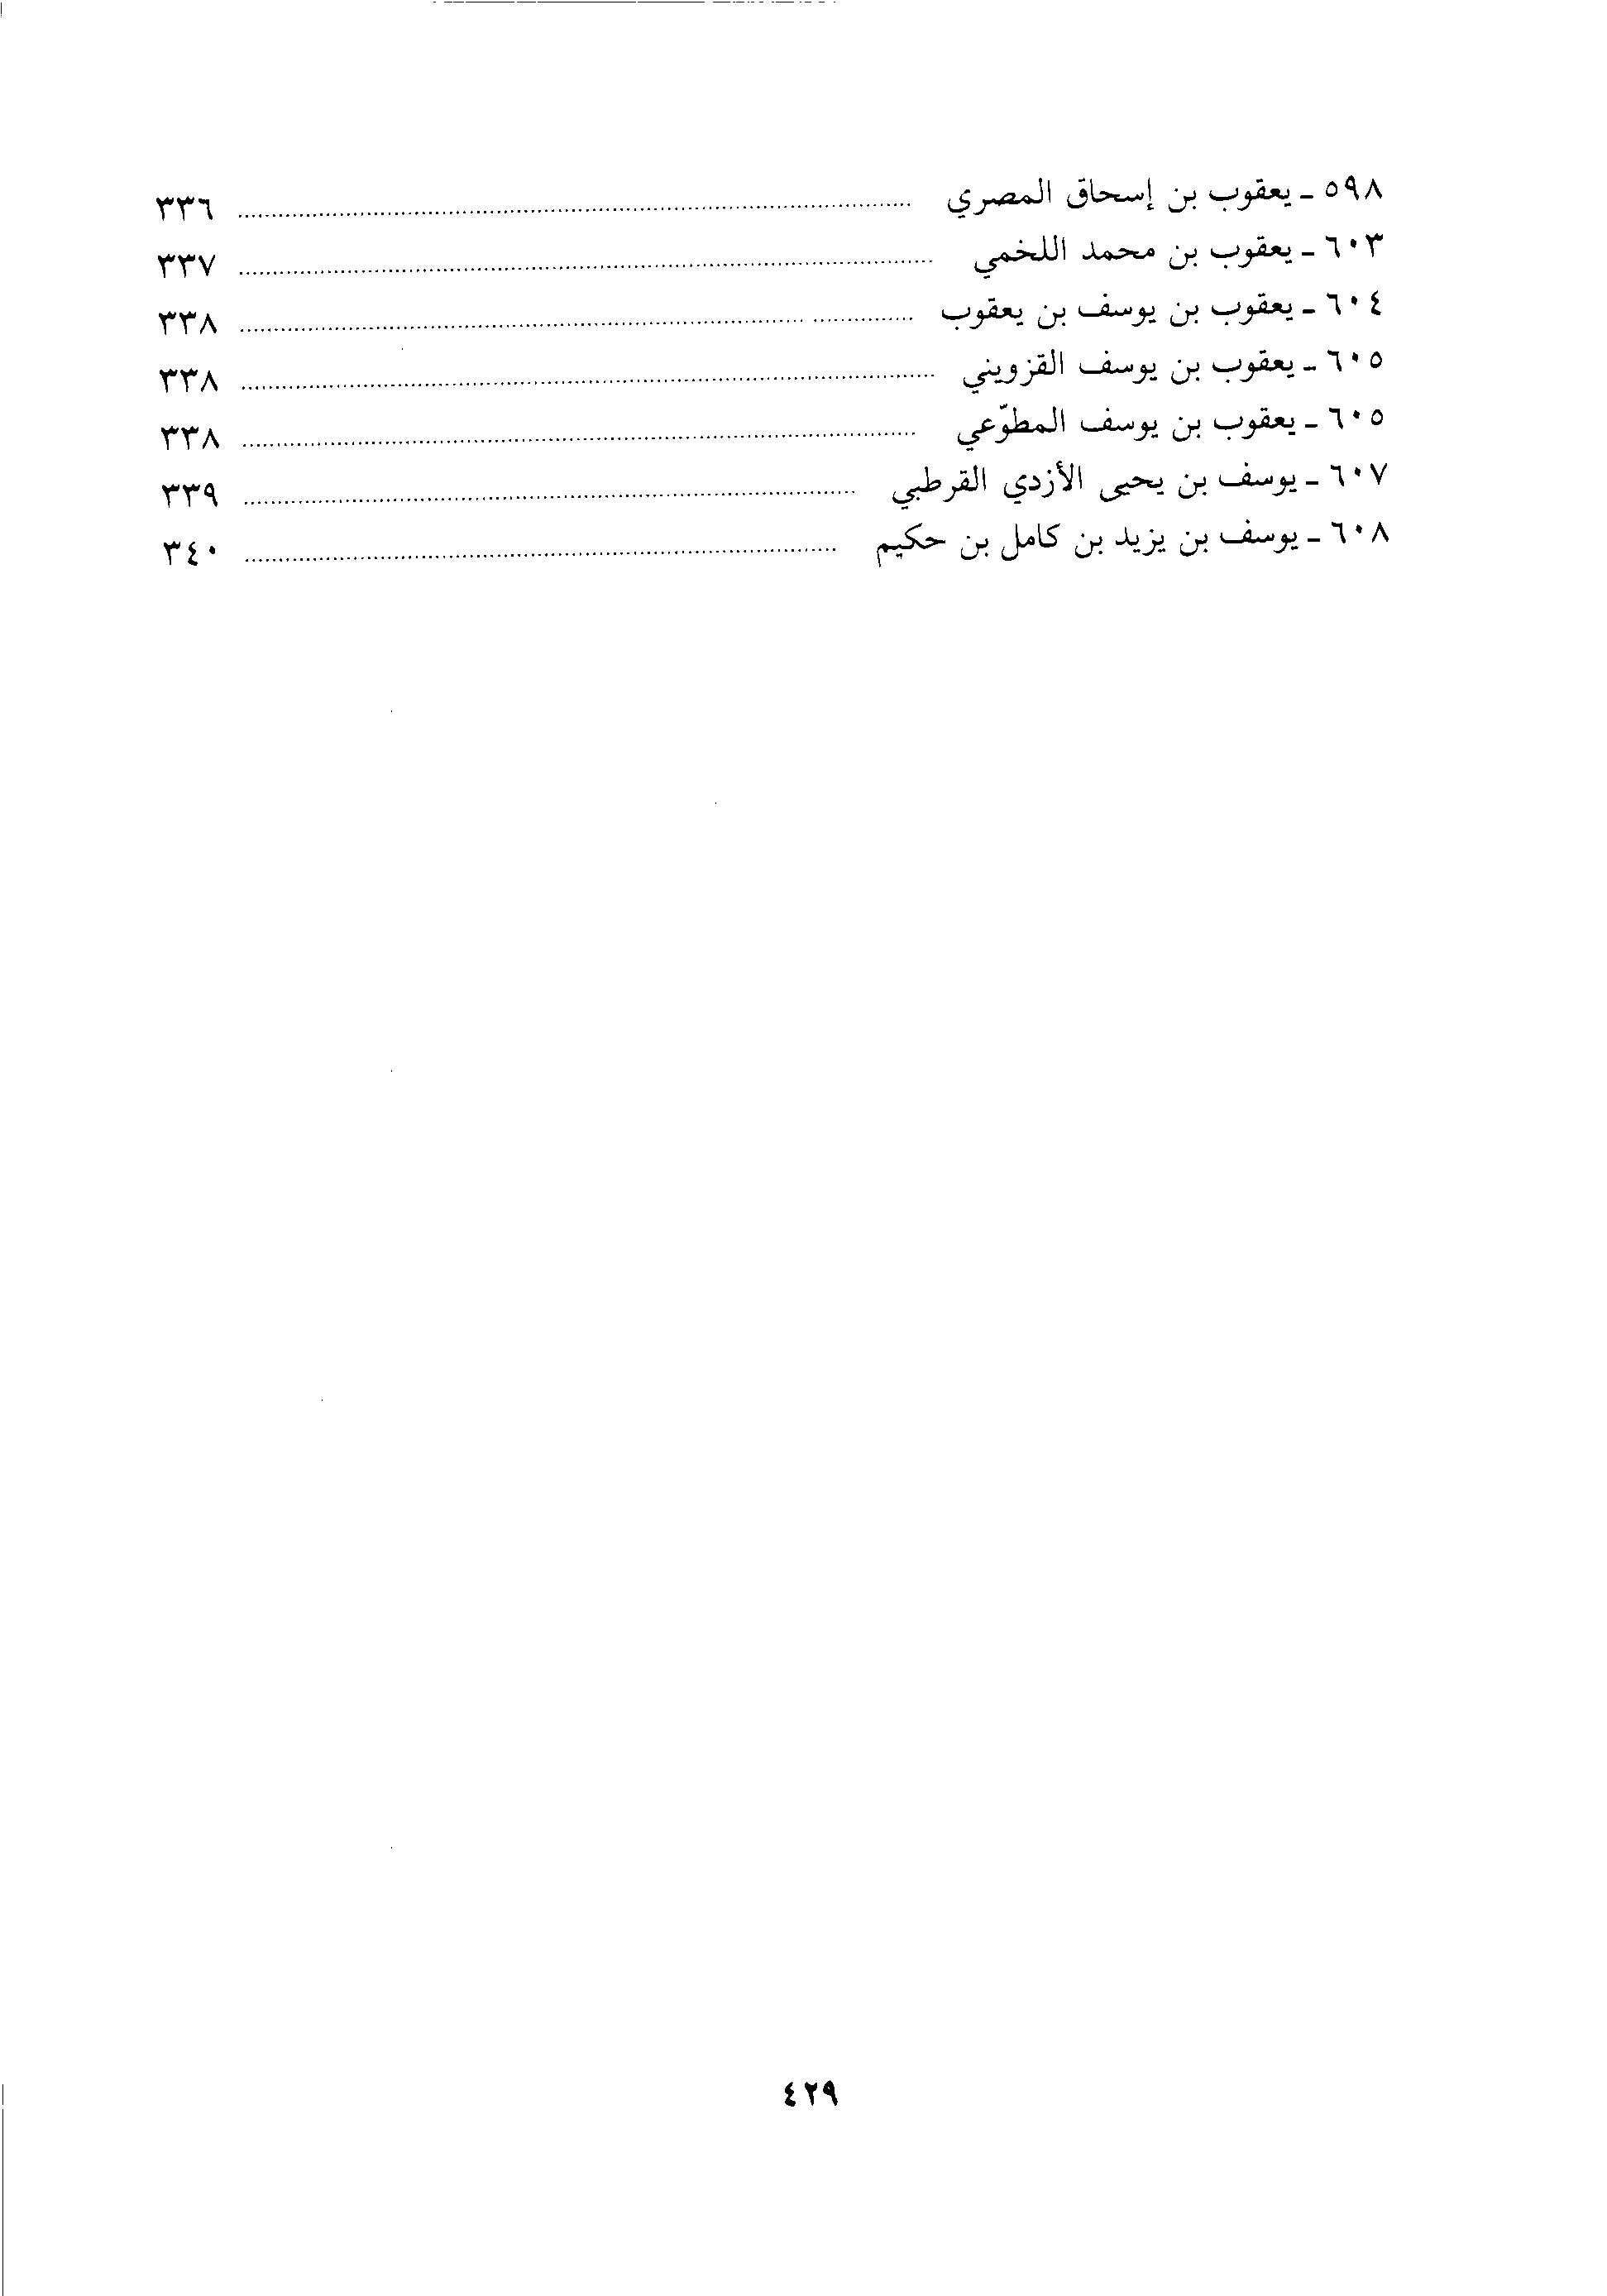 ٥٩٨ ـ يعقوب بن إسحاق المصري ........ ٣٣٦
٦٠٣ ـ يعقوب بن محمد اللخمي ........ ٣٣٧
٦٠٤ ـ يعقوب بن يوسف بن يعقوب ........ ٣٣٨
٦٠٥ ـ يعقوب بن يوسف القزويني ........ ٣٣٨
٦٠٥ ـ يعقوب بن يوسف المطوّعي ........ ٣٣٨
٦٠٧ ـ يوسف بن يحيى الأزدي القرطبي ........ ٣٣٩
٦٠٨ ـ يوسف بن يزيد بن كامل بن حكيم ........ ٣٤٠
٤٢٩